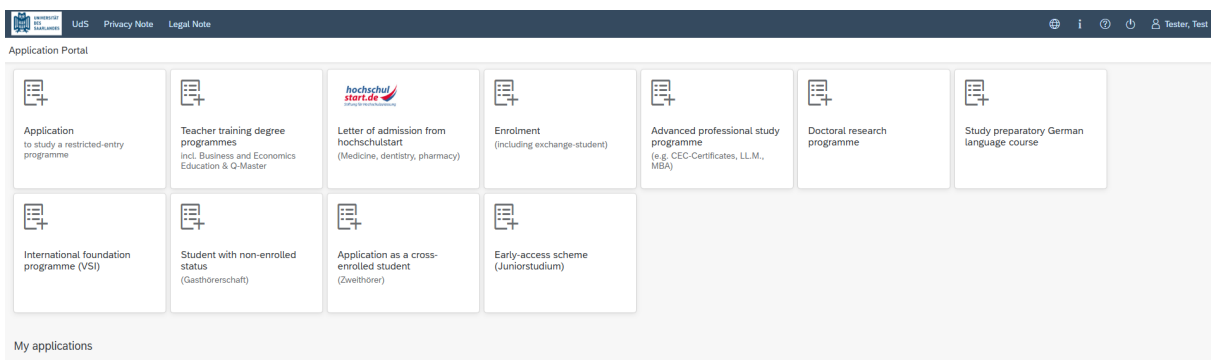 UNIVERSITÄT
DES
SAARLANDES
UdS Privacy Note Legal Note
Tester, Test
Application Portal
Application
to study a restricted-entry
programme
Teacher training degree
programmes
incl. Business and Economics
Education & Q-Master
hochschul
start.de
Stiftung für Hochschulzulassung
Letter of admission from
hochschulstart
(Medicine, dentistry, pharmacy)
Enrolment
(including exchange-student)
Advanced professional study
programme
(e.g. CEC-Certificates, LL.M.,
MBA)
Doctoral research
programme
Study preparatory German
language course
International foundation
programme (VSI)
Student with non-enrolled
status
(Gasthörerschaft)
Application as a cross-
enrolled student
(Zweithörer)
Early-access scheme
(Juniorstudium)
My applications